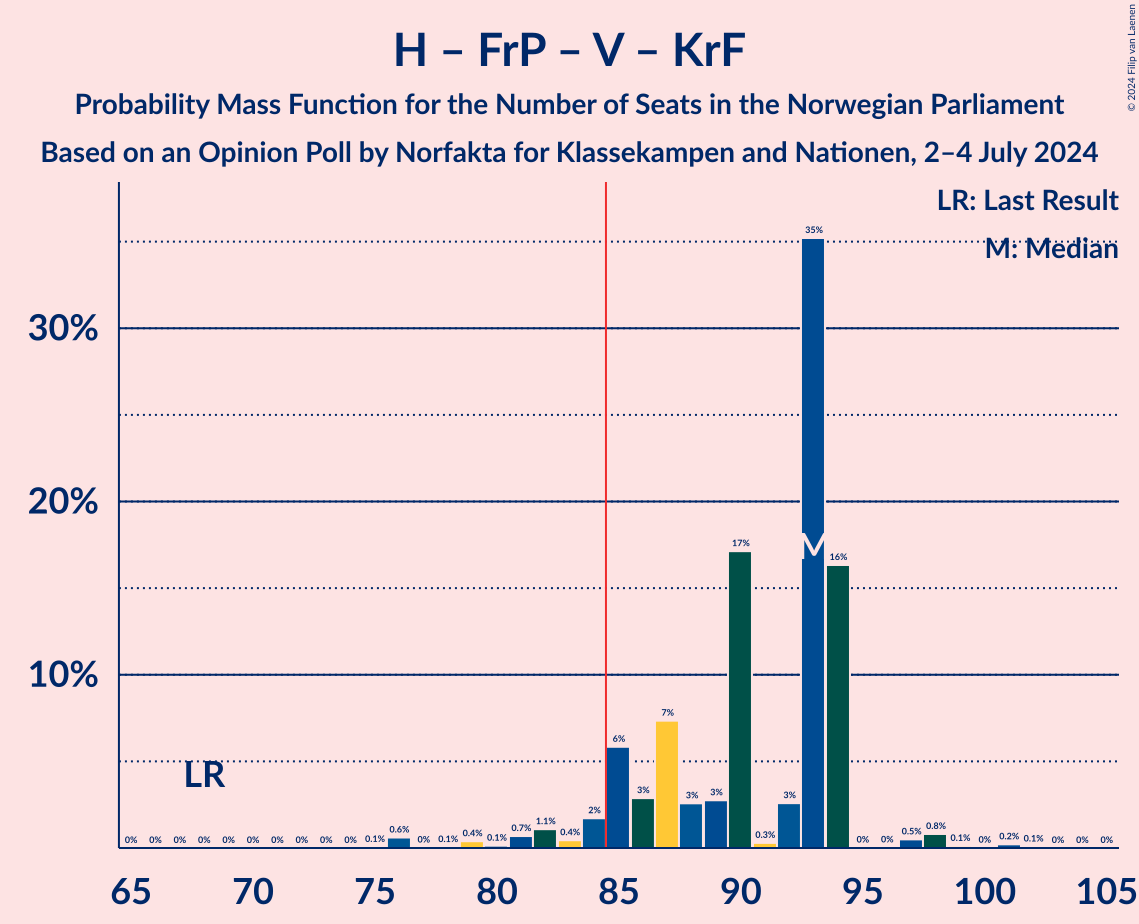 H – FrP – V – KrF
Probability Mass Function for the Number of Seats in the Norwegian Parliament
Based on an Opinion Poll by Norfakta for Klassekampen and Nationen, 2–4 July 2024
© 2024 Filip van Laenen
LR: Last Result
M: Median
30%
20%
10%
LR
M
0% 0% 0% 0% 0% 0% 0% 0% 0% 0% 0.1% 0.6% 0% 0.1% 0.4% 0.1% 0.7% 1.1% 0.4% 2% 6% 3% 7% 3% 3% 17% 0.3% 3% 35% 16% 0% 0% 0.5% 0.8% 0.1% 0% 0.2% 0.1% 0% 0% 0%
65 70 75 80 85 90 95 100 105